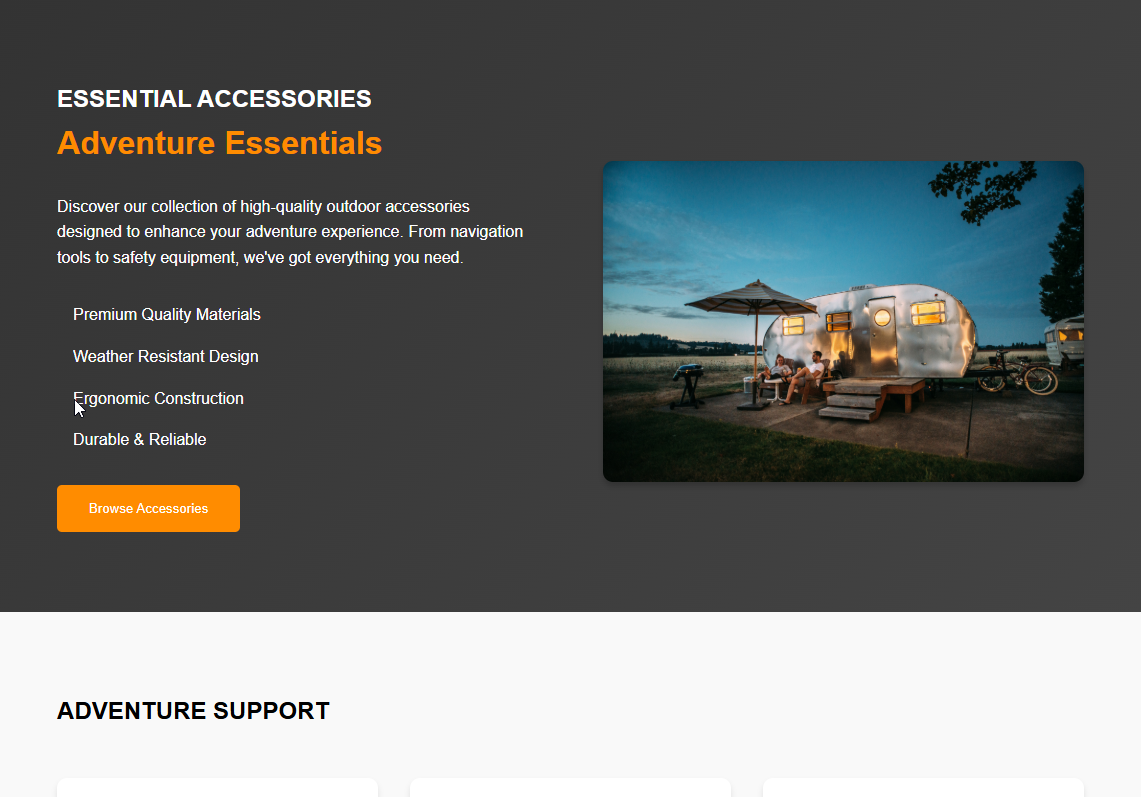 ESSENTIAL ACCESSORIES
Adventure Essentials
Discover our collection of high-quality outdoor accessories
designed to enhance your adventure experience. From navigation
tools to safety equipment, we've got everything you need.
Premium Quality Materials
Weather Resistant Design
Ergonomic Construction
Durable & Reliable
Browse Accessories
ADVENTURE SUPPORT